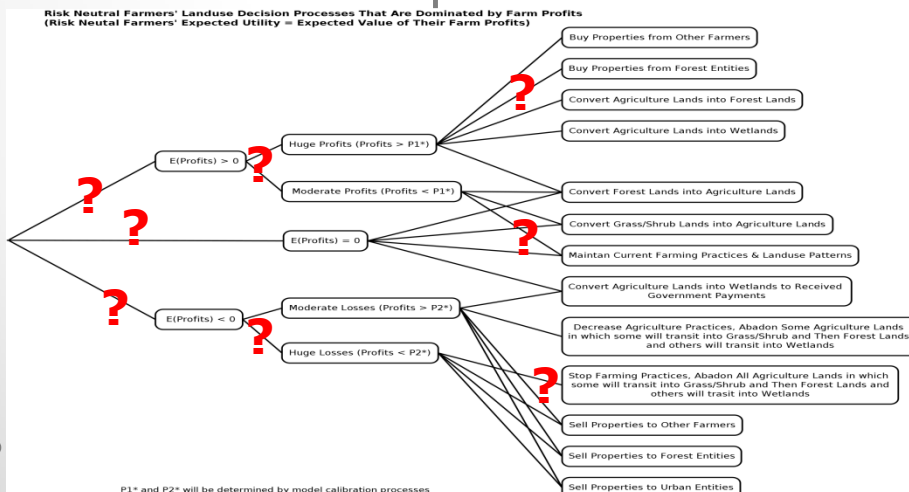 Risk Neutral Farmers' Landuse Decision Processes That Are Dominated by Farm Profits
(Risk Neutal Farmers' Expected Utility = Expected Value of Their Farm Profits)
Buy Properties from Other Farmers
Buy Properties from Forest Entities
?
Convert Agriculture Lands into Forest Lands
Convert Agriculture Lands into Wetlands
Huge Profits (Profits > P1*)
E(Profits) > 0
?
?
Moderate Profits (Profits < P1*)
Convert Forest Lands into Agriculture Lands
?
Convert Grass/Shrub Lands into Agriculture Lands
E(Profits) = 0
?
Maintan Current Farming Practices & Landuse Patterns
Convert Agriculture Lands into Wetlands to Received
Government Payments
?
Moderate Losses (Profits > P2*)
E(Profits) < 0
?
Decrease Agriculture Practices, Abadon Some Agriculture Lands
in which some will transit into Grass/Shrub and Then Forest Lands
and others will transit into Wetlands
Huge Losses (Profits < P2*)
?
Stop Farming Practices, Abadon All Agriculture Lands in which
some will transit into Grass/Shrub and Then Forest Lands and
others will trasit into Wetlands
Sell Properties to Other Farmers
Sell Properties to Forest Entities
Sell Properties to Urban Entities
P1* and P2* will be determined by model calibration processes